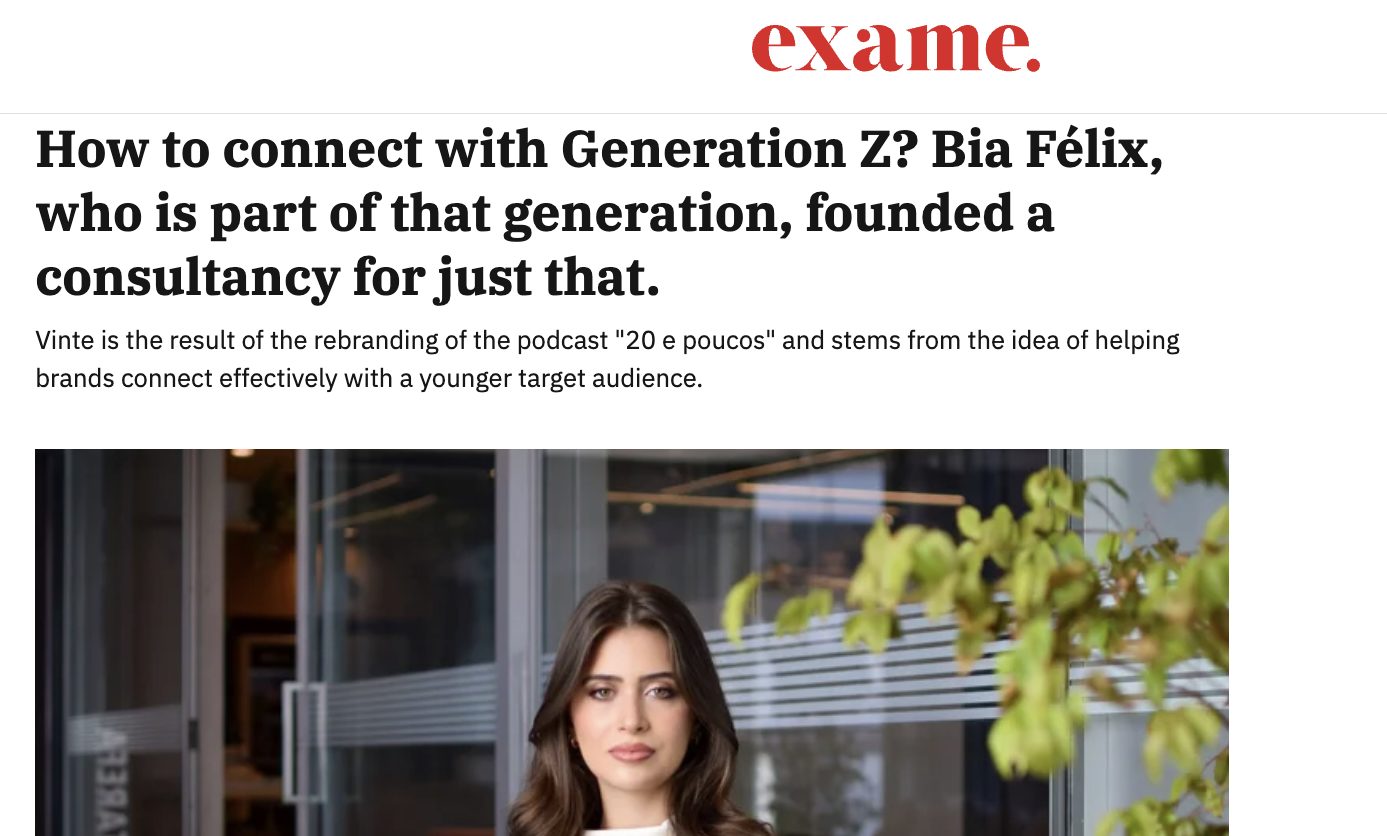 exame.
How to connect with Generation Z? Bia Félix,
who is part of that generation, founded a
consultancy for just that.
Vinte is the result of the rebranding of the podcast "20 e poucos" and stems from the idea of helping
brands connect effectively with a younger target audience.